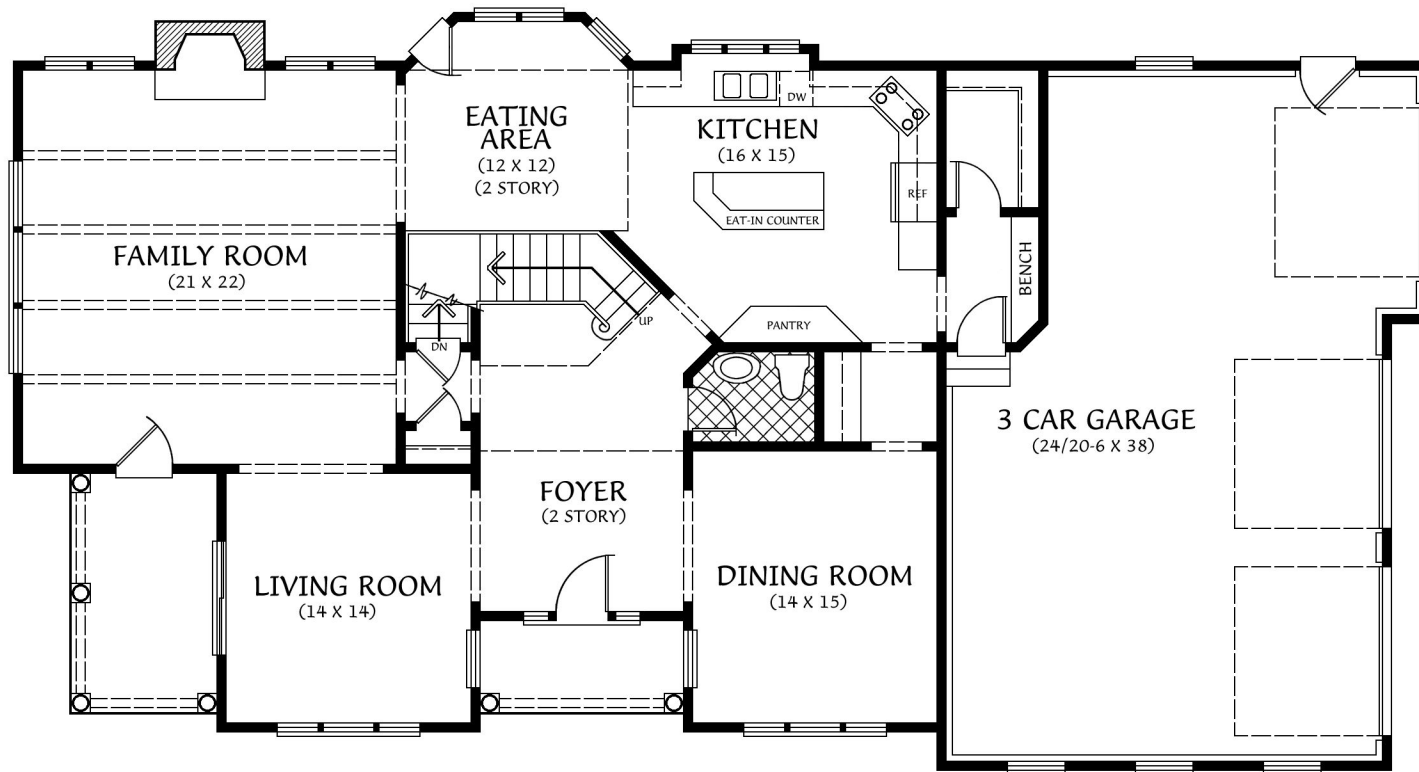 EATING
AREA
(12 X 12)
(2 STORY)
KITCHEN
(16 X 15)
DW
REF
EAT-IN COUNTER
FAMILY ROOM
(21 X 22)
BENCH
UP
PANTRY
DN
3 CAR GARAGE
(24/20-6 X 38)
FOYER
(2 STORY)
LIVING ROOM
(14 X 14)
DINING ROOM
(14 X 15)